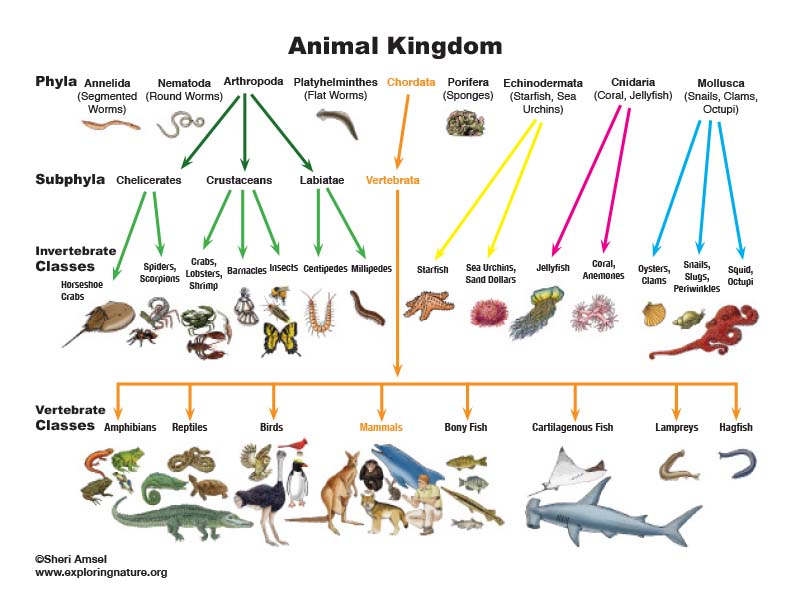 Animal Kingdom
Phyla
Annelida
(Segmented
Worms)
Nematoda
(Round Worms)
Arthropoda
Platyhelminthes
(Flat Worms)
Chordata
Porifera
(Sponges)
Echinodermata
(Starfish, Sea
Urchins)
Cnidaria
(Coral, Jellyfish)
Mollusca
(Snails, Clams,
Octupi)
Subphyla
Chelicerates
Crustaceans
Labiatae
Vertebrata
Invertebrate
Classes
Horseshoe
Crabs
Spiders,
Scorpions
Crabs,
Lobsters,
Shrimp
Barnacles
Insects
Centipedes
Millipedes
Starfish
Sea Urchins,
Sand Dollars
Jellyfish
Coral,
Anemones
Oysters,
Clams
Snails,
Slugs,
Periwinkles
Squid,
Octupi
Vertebrate
Classes
Amphibians
Reptiles
Birds
Mammals
Bony Fish
Cartilagenous Fish
Lampreys
Hagfish
©Sheri Amsel
www.exploringnature.org